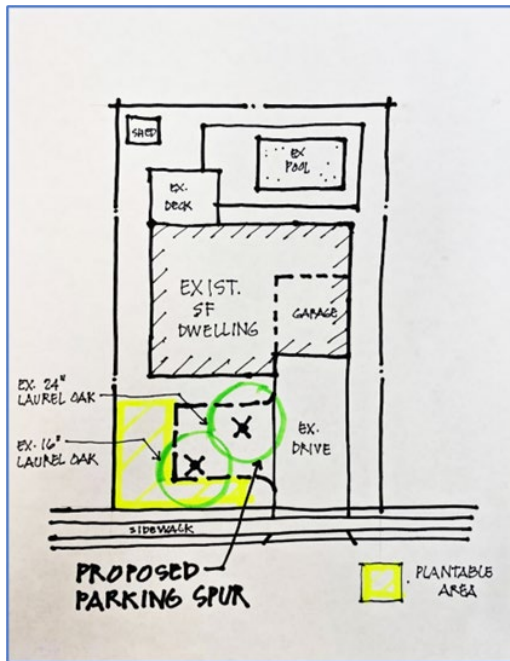 SHED
EX
POOL
EX.
DECK
EXIST.
SF
DWELLING
GARAGE
EX. 24"
LAUREL OAK
EX. 16"
LAUREL OAK
EX.
DRIVE
SIDEWALK
PROPOSED
PARKING SPUR
PLANTABLE
AREA